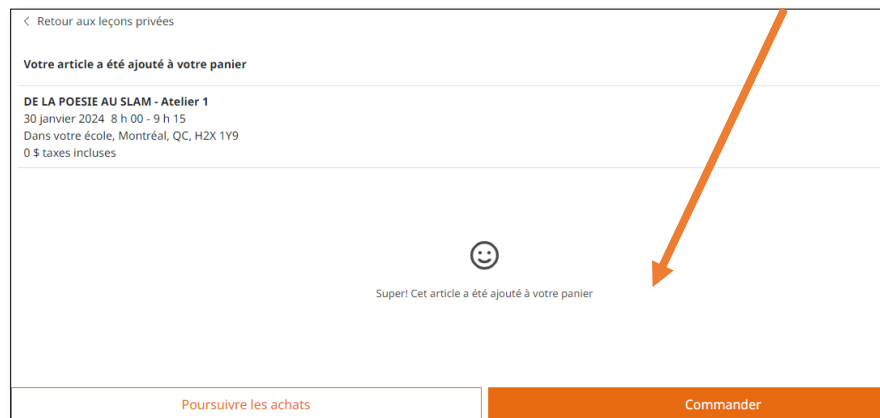 Retour aux leçons privées
Votre article a été ajouté à votre panier
DE LA POESIE AU SLAM - Atelier 1
30 janvier 2024 8 h 00 - 9 h 15
Dans votre école, Montréal, QC, H2X 1Y9
0 $ taxes incluses
Super! Cet article a été ajouté à votre panier
Poursuivre les achats
Commander